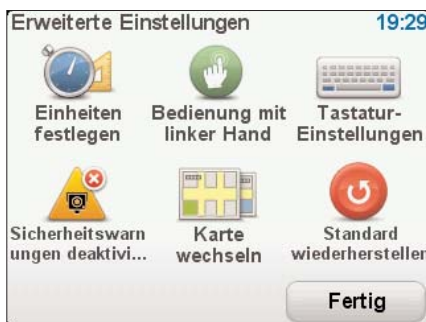 Erweiterte Einstellungen 19:29
Einheiten
festlegen
Bedienung mit
linker Hand
Tastatur-
Einstellungen
Sicherheitswarn
ungen deaktivi...
Karte
wechseln
Standard
wiederherstellen
Fertig